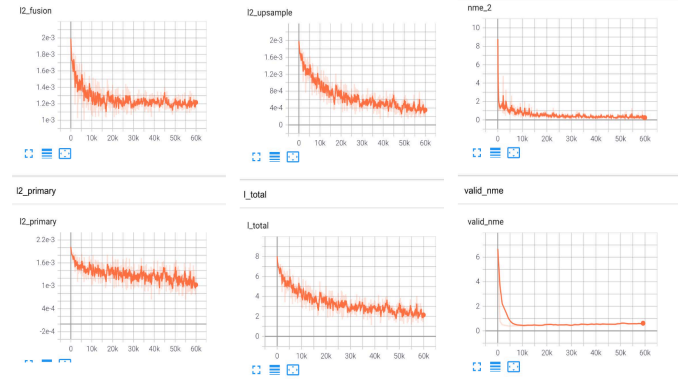 l2_fusion
2e-3
1.8e-3
1.6e-3
1.4e-3
1.2e-3
1e-3
0 10k 20k 30k 40k 50k 60k
l2_upsample
2e-3
1.6e-3
1.2e-3
8e-4
4e-4
0
0 10k 20k 30k 40k 50k 60k
nme_2
10
8
6
4
2
0
0 10k 20k 30k 40k 50k 60k
l2_primary
l2_primary
2.2e-3
1.6e-3
1e-3
4e-4
-2e-4
0 10k 20k 30k 40k 50k 60k
l_total
l_total
8
6
4
2
0
0 10k 20k 30k 40k 50k 60k
valid_nme
valid_nme
6
4
2
0
0 10k 20k 30k 40k 50k 60k